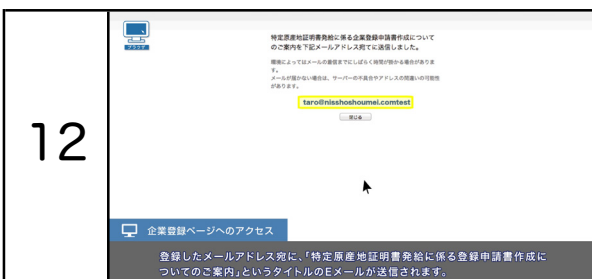 12
ブラウザ
特定原産地証明書発給に係る企業登録申請書作成について
のご案内を下記メールアドレス宛てに送信しました。
環境によってはメールの着信までにしばらく時間が掛かる場合がありま
す。
メールが届かない場合は、サーバーの不具合やアドレスの間違いの可能性
があります。
taro@nisshoshoumei.comtest
閉じる
企業登録ページへのアクセス
登録したメールアドレス宛に、「特定原産地証明書発給に係る登録申請書作成に
ついてのご案内」というタイトルのEメールが送信されます。